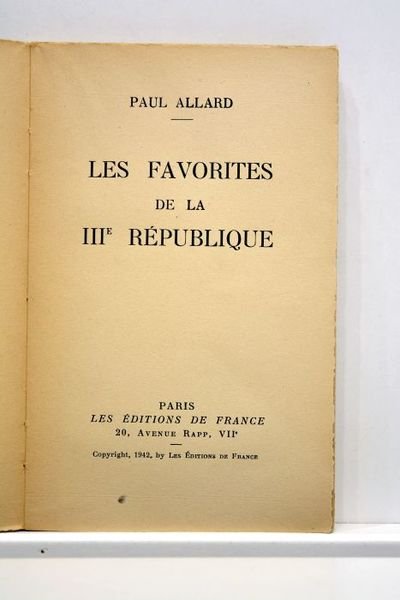 PAUL ALLARD
LES FAVORITES
DE LA
IIIᴱ RÉPUBLIQUE
PARIS
LES ÉDITIONS DE FRANCE
20, AVENUE RAPP, VIIᵉ
Copyright, 1942, by LES ÉDITIONS DE FRANCE